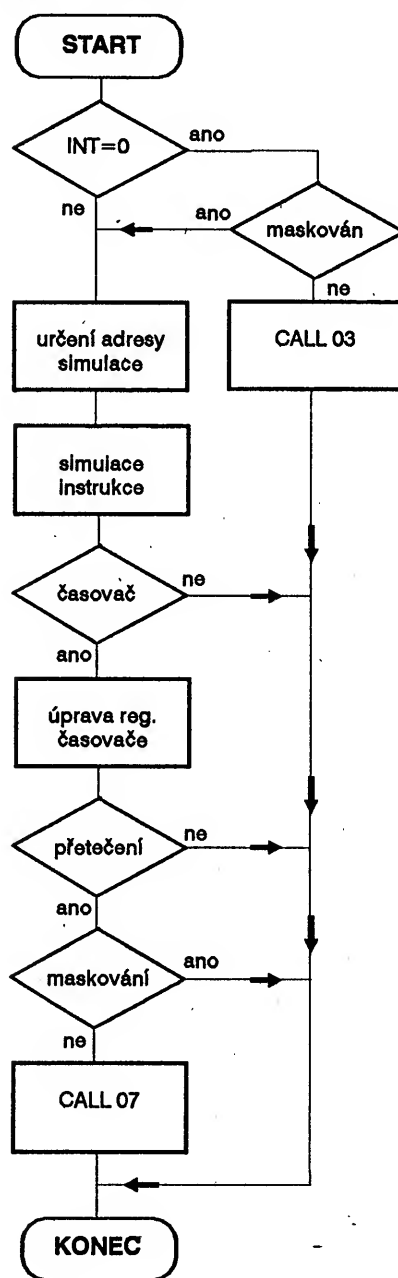 START
INT=0
ano
ne
ano
maskován
ne
určení adresy
simulace
CALL 03
simulace
instrukce
časovač
ne
ano
úprava reg.
časovače
přetečení
ne
ano
maskování
ano
ne
CALL 07
KONEC